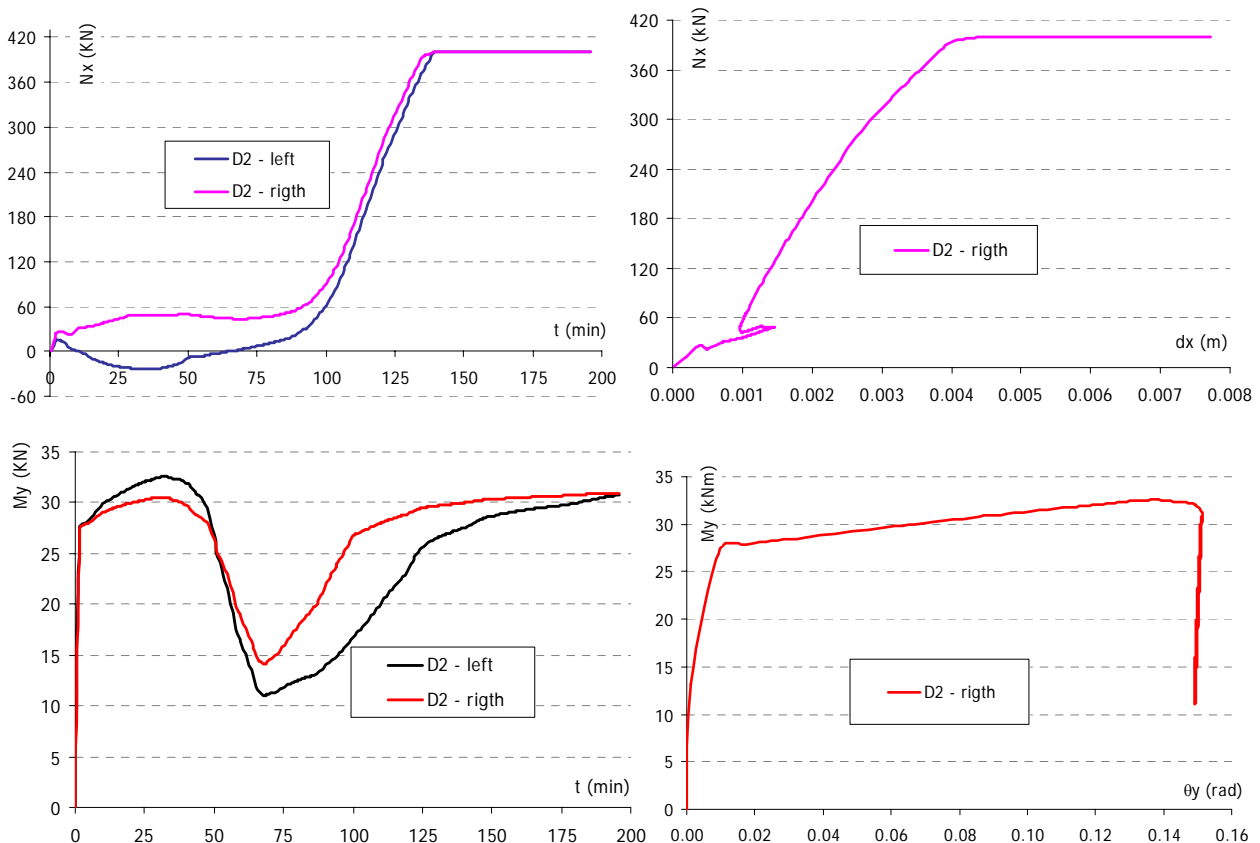 Nx (KN)
420
360
300
240
180
120
60
0
-60
D2 - left
D2 - rigth
t (min)
0 25 50 75 100 125 150 175 200
Nx (kN)
420
360
300
240
180
120
60
0
D2 - rigth
dx (m)
0.000 0.001 0.002 0.003 0.004 0.005 0.006 0.007 0.008
My (KN)
35
30
25
20
15
10
5
0
D2 - left
D2 - rigth
t (min)
0 25 50 75 100 125 150 175 200
My (kNm)
35
30
25
20
15
10
5
0
D2 - rigth
θy (rad)
0.00 0.02 0.04 0.06 0.08 0.10 0.12 0.14 0.16